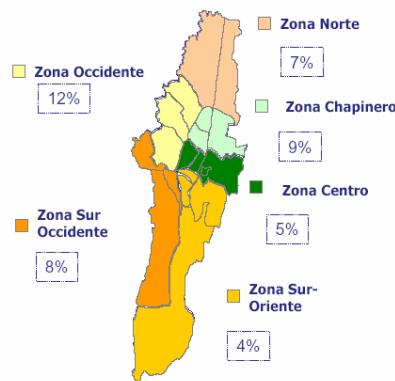 Zona Norte
7%
Zona Occidente
12%
Zona Chapinero
9%
Zona Centro
5%
Zona Sur
Occidente
8%
Zona Sur-
Oriente
4%